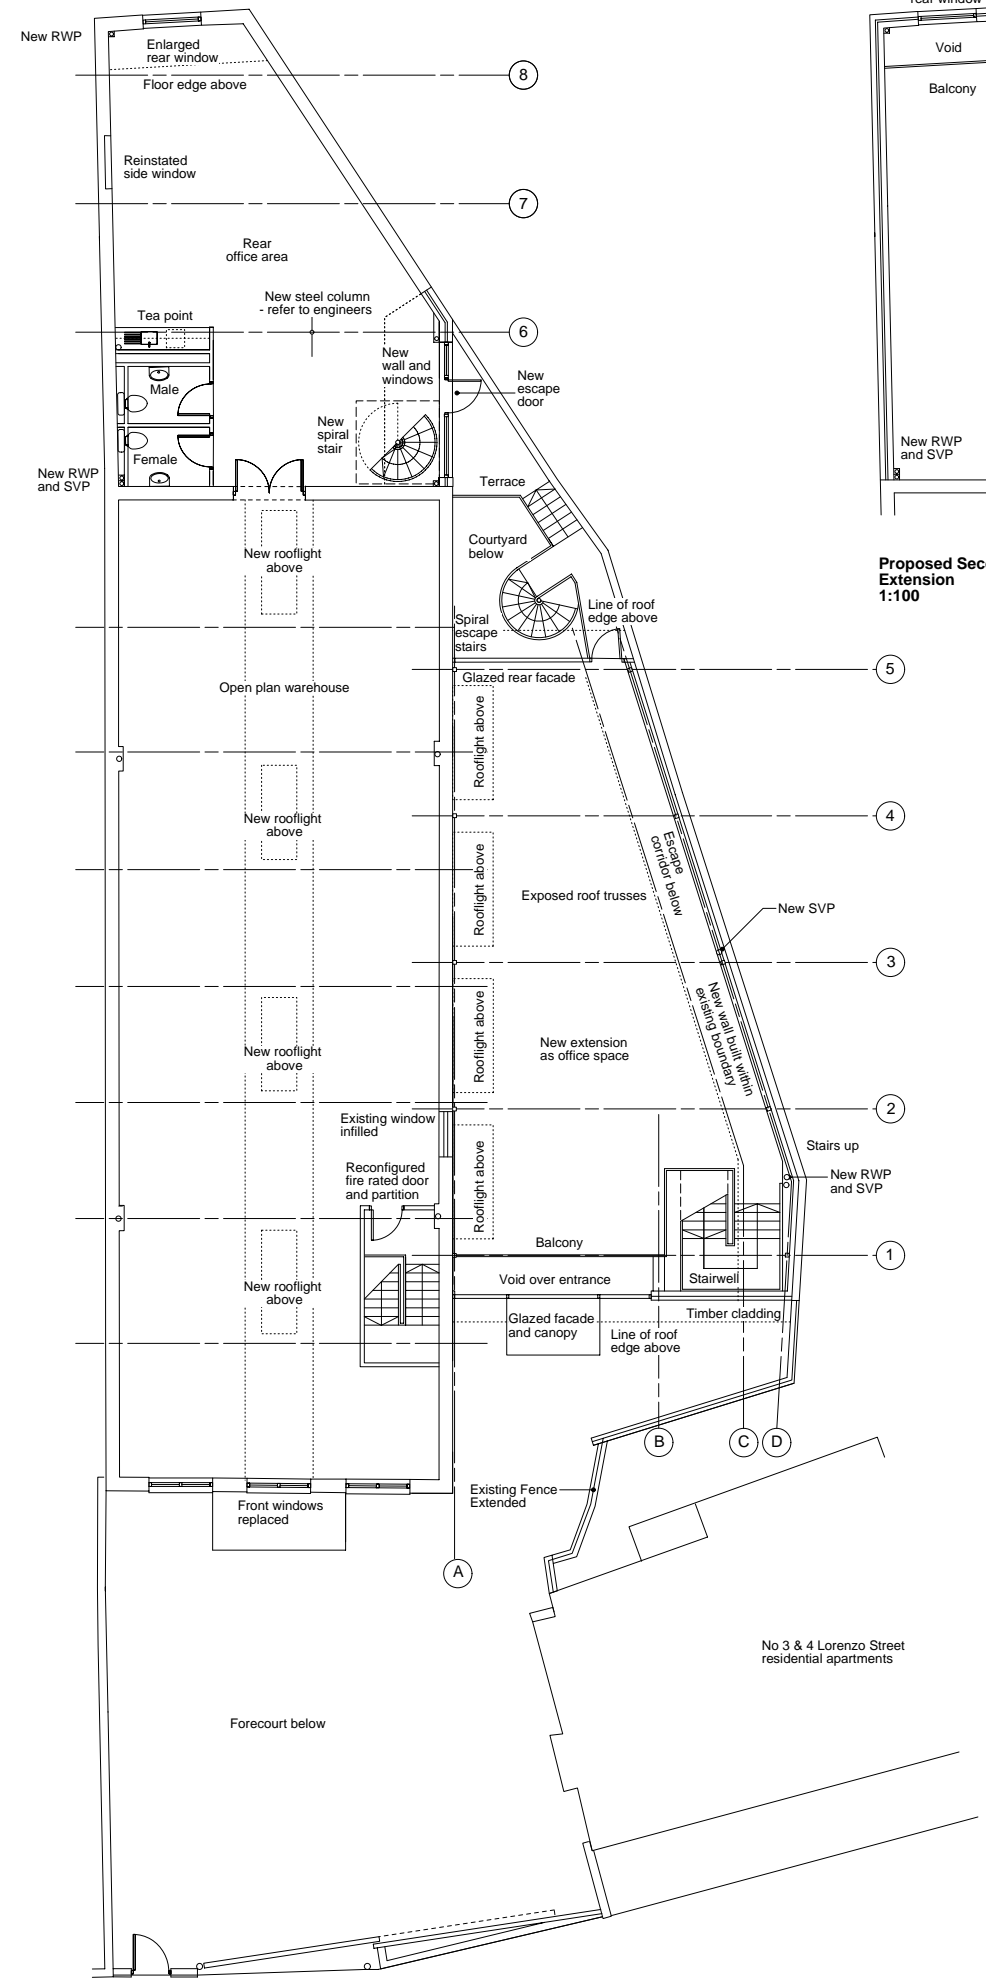 New RWP
Enlarged
rear window
Floor edge above
8
Reinstated
side window
7
Rear
office area
New steel column
- refer to engineers
Tea point
6
New
wall and
windows
New
escape
door
Male
New
spiral
stair
Female
New RWP
and SVP
Terrace
Courtyard
below
New rooflight
above
Line of roof
edge above
Spiral
escape
stairs
5
Glazed rear facade
Open plan warehouse
Rooflight above
New rooflight
above
4
Escape
corridor below
Rooflight above
Exposed roof trusses
New SVP
3
New wall built within
existing boundary
Rooflight above
New rooflight
above
New extension
as office space
2
Existing window
infilled
Stairs up
Reconfigured
fire rated door
and partition
Rooflight above
New RWP
and SVP
Balcony
1
Void over entrance
Stairwell
New rooflight
above
Glazed facade
and canopy
Timber cladding
Line of roof
edge above
B
C
D
Existing Fence
Extended
Front windows
replaced
A
No 3 & 4 Lorenzo Street
residential apartments
Forecourt below
rear window
Void
Balcony
New RWP
and SVP
Proposed Sec
Extension
1:100